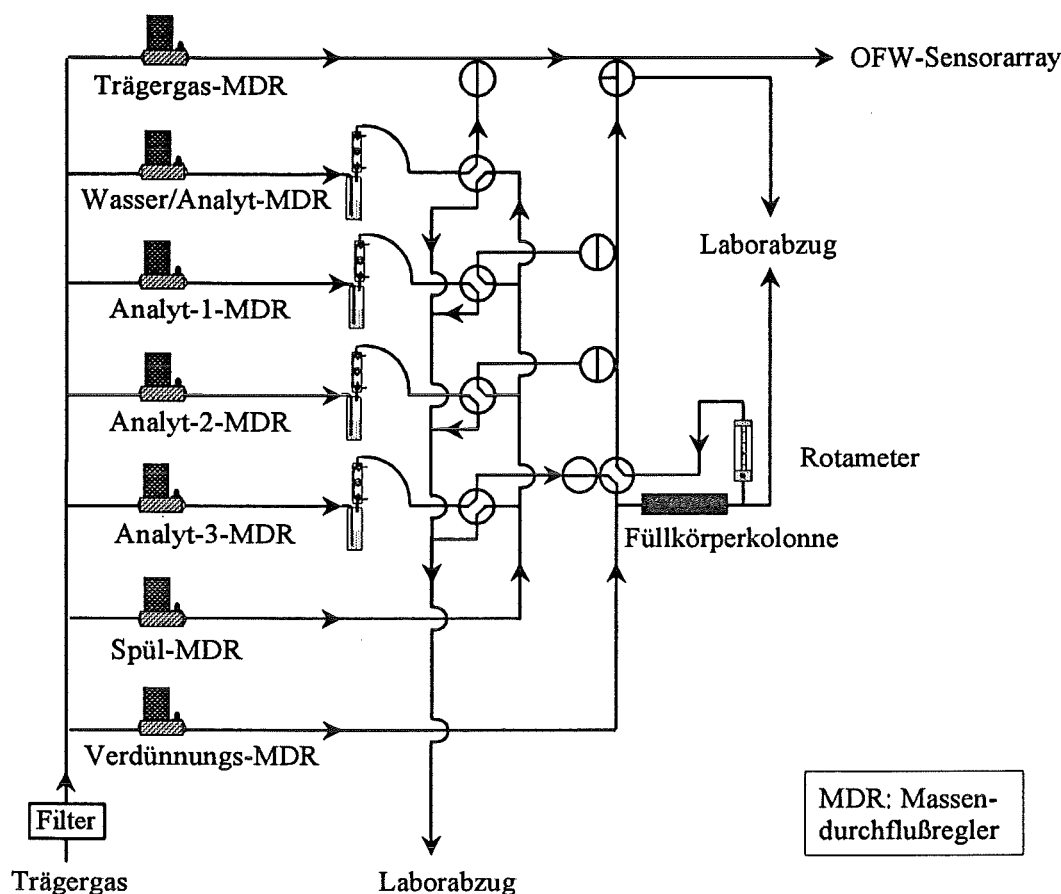 OFW-Sensorarray
Trägergas-MDR
Wasser/Analyt-MDR
Laborabzug
Analyt-1-MDR
Analyt-2-MDR
Rotameter
Analyt-3-MDR
Füllkörperkolonne
Spül-MDR
Verdünnungs-MDR
MDR: Massen-
durchflußregler
Filter
Trägergas
Laborabzug